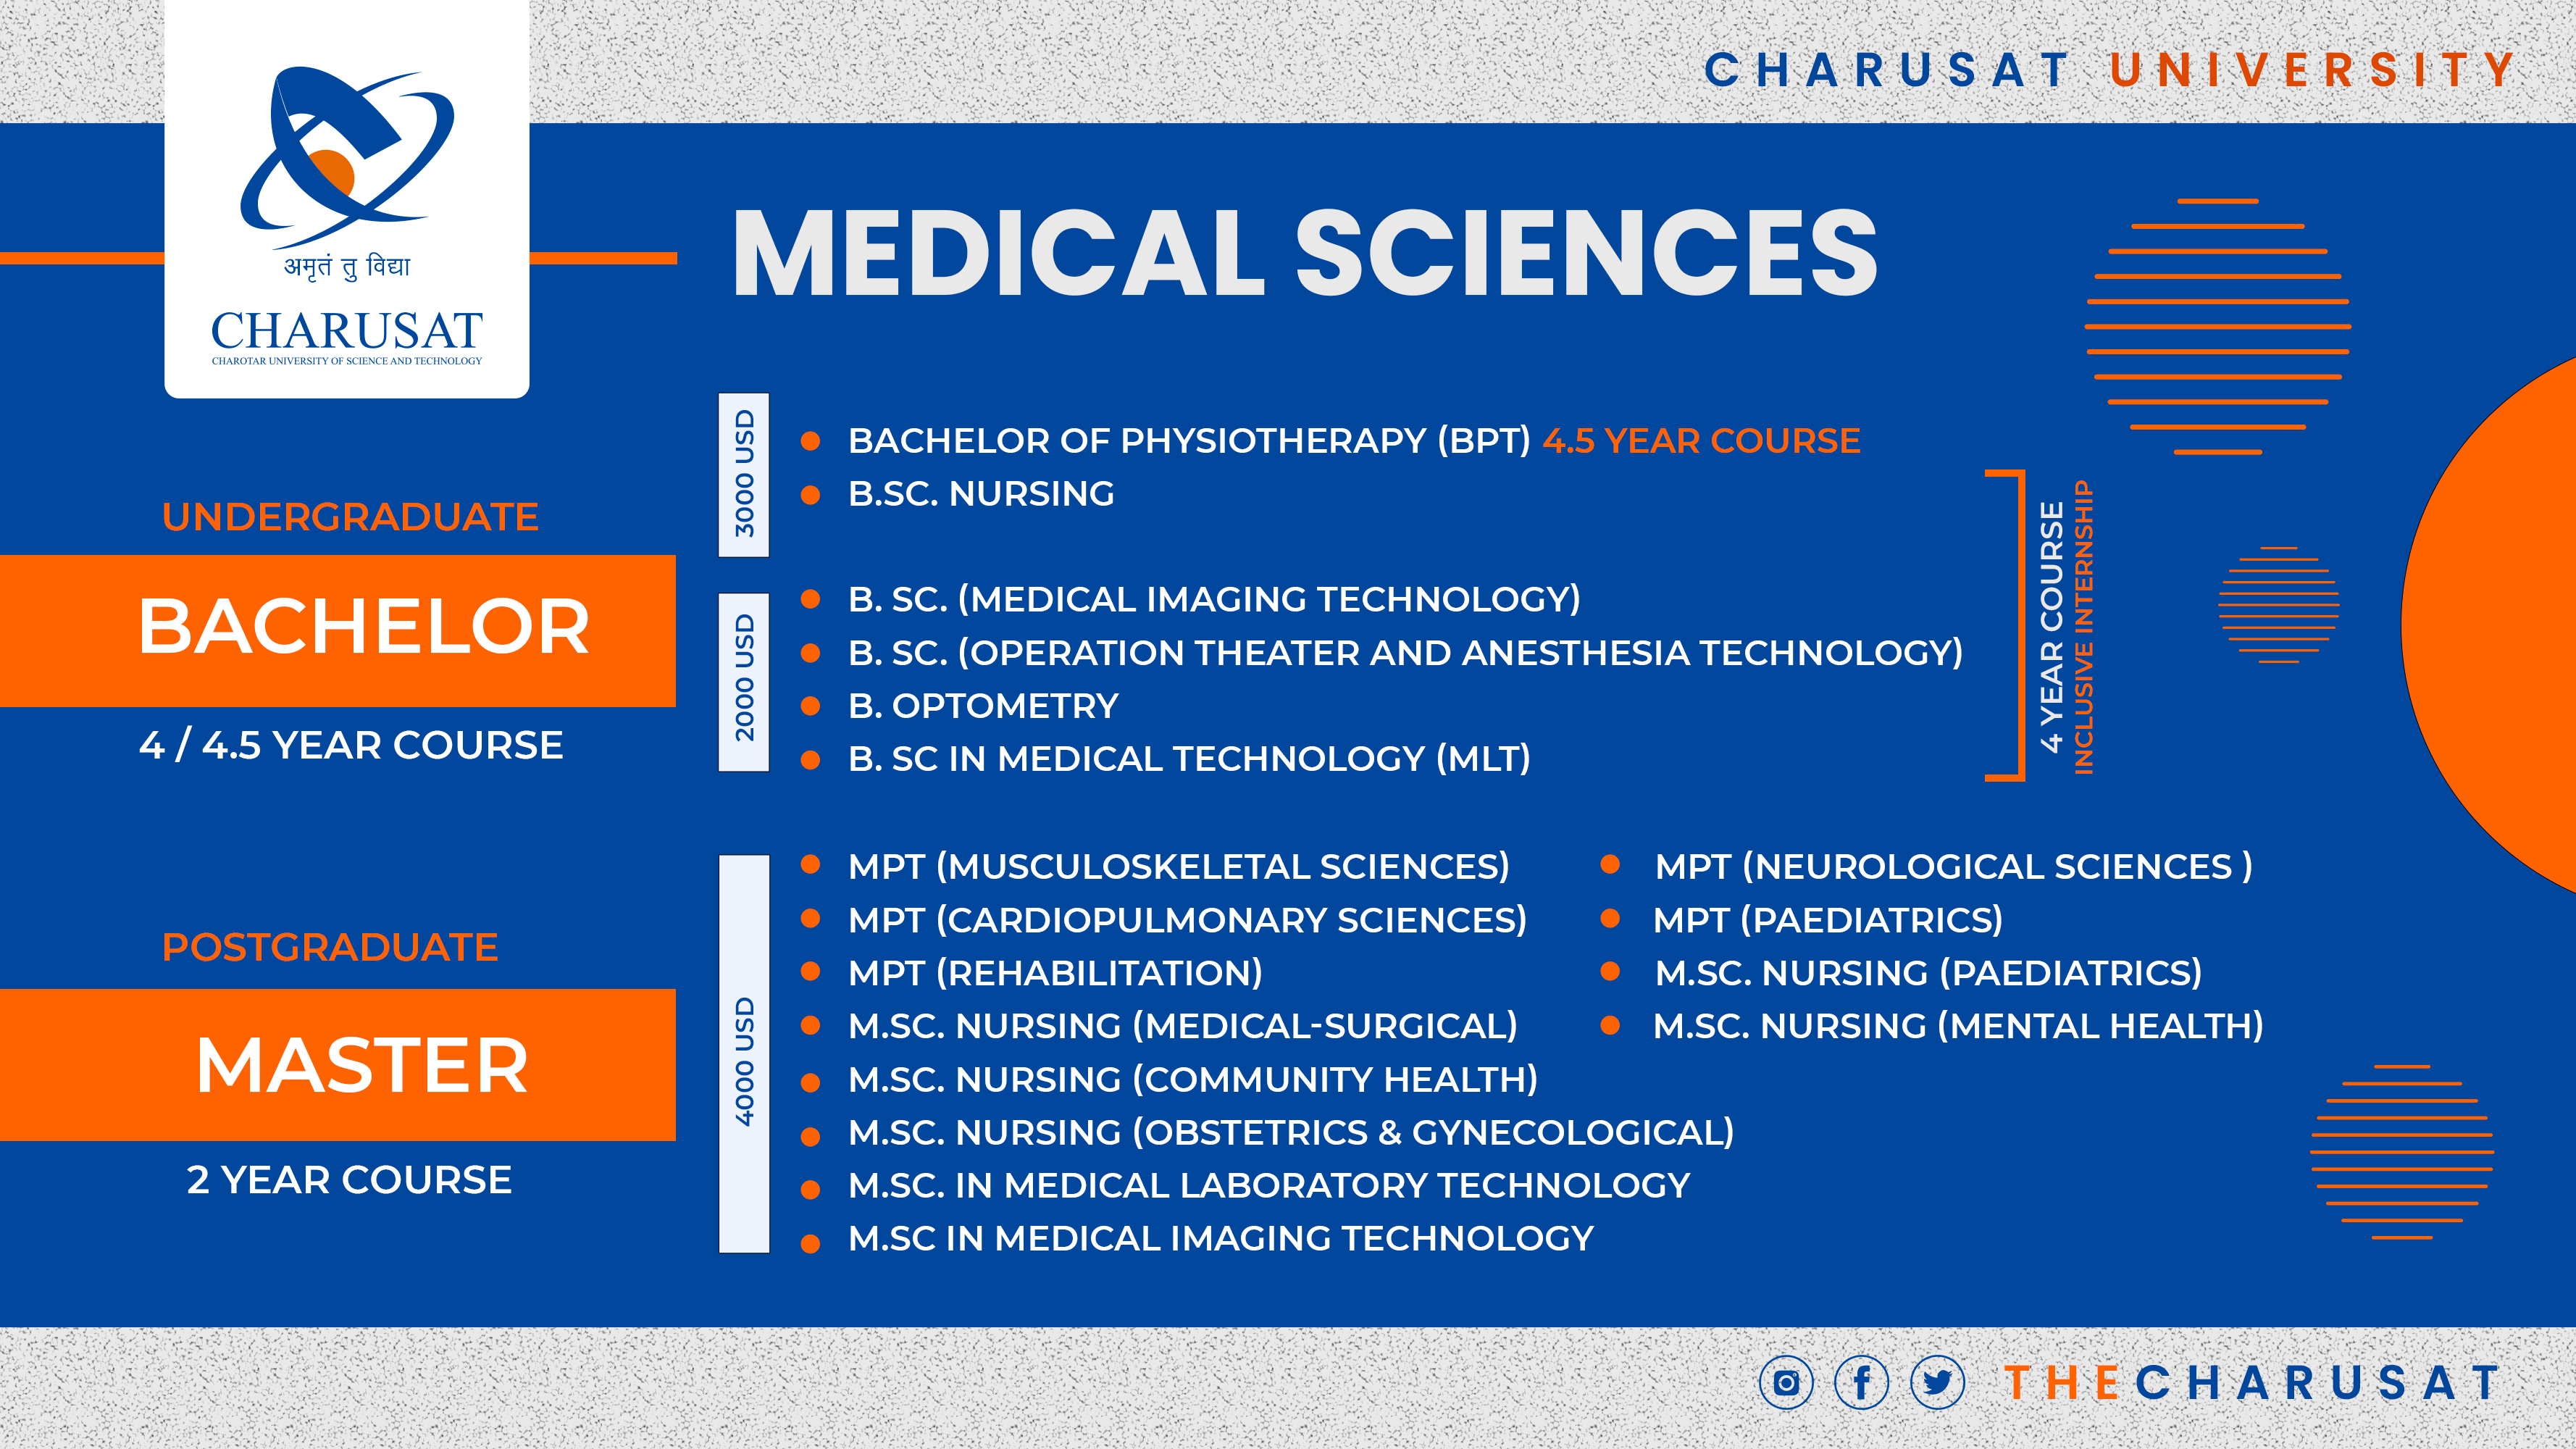 CHARUSAT UNIVERSITY
अमृतं तु विद्या
CHARUSAT
CHAROTAR UNIVERSITY OF SCIENCE AND TECHNOLOGY
MEDICAL SCIENCES
UNDERGRADUATE
BACHELOR
4 / 4.5 YEAR COURSE
3000 USD
BACHELOR OF PHYSIOTHERAPY (BPT) 4.5 YEAR COURSE
B.SC. NURSING
2000 USD
B. SC. (MEDICAL IMAGING TECHNOLOGY)
B. SC. (OPERATION THEATER AND ANESTHESIA TECHNOLOGY)
B. OPTOMETRY
B. SC IN MEDICAL TECHNOLOGY (MLT)
4 YEAR COURSE
INCLUSIVE INTERNSHIP
POSTGRADUATE
MASTER
2 YEAR COURSE
4000 USD
MPT (MUSCULOSKELETAL SCIENCES)
MPT (CARDIOPULMONARY SCIENCES)
MPT (REHABILITATION)
M.SC. NURSING (MEDICAL-SURGICAL)
M.SC. NURSING (COMMUNITY HEALTH)
M.SC. NURSING (OBSTETRICS & GYNECOLOGICAL)
M.SC. IN MEDICAL LABORATORY TECHNOLOGY
M.SC IN MEDICAL IMAGING TECHNOLOGY
MPT (NEUROLOGICAL SCIENCES )
MPT (PAEDIATRICS)
M.SC. NURSING (PAEDIATRICS)
M.SC. NURSING (MENTAL HEALTH)
THECHARUSAT